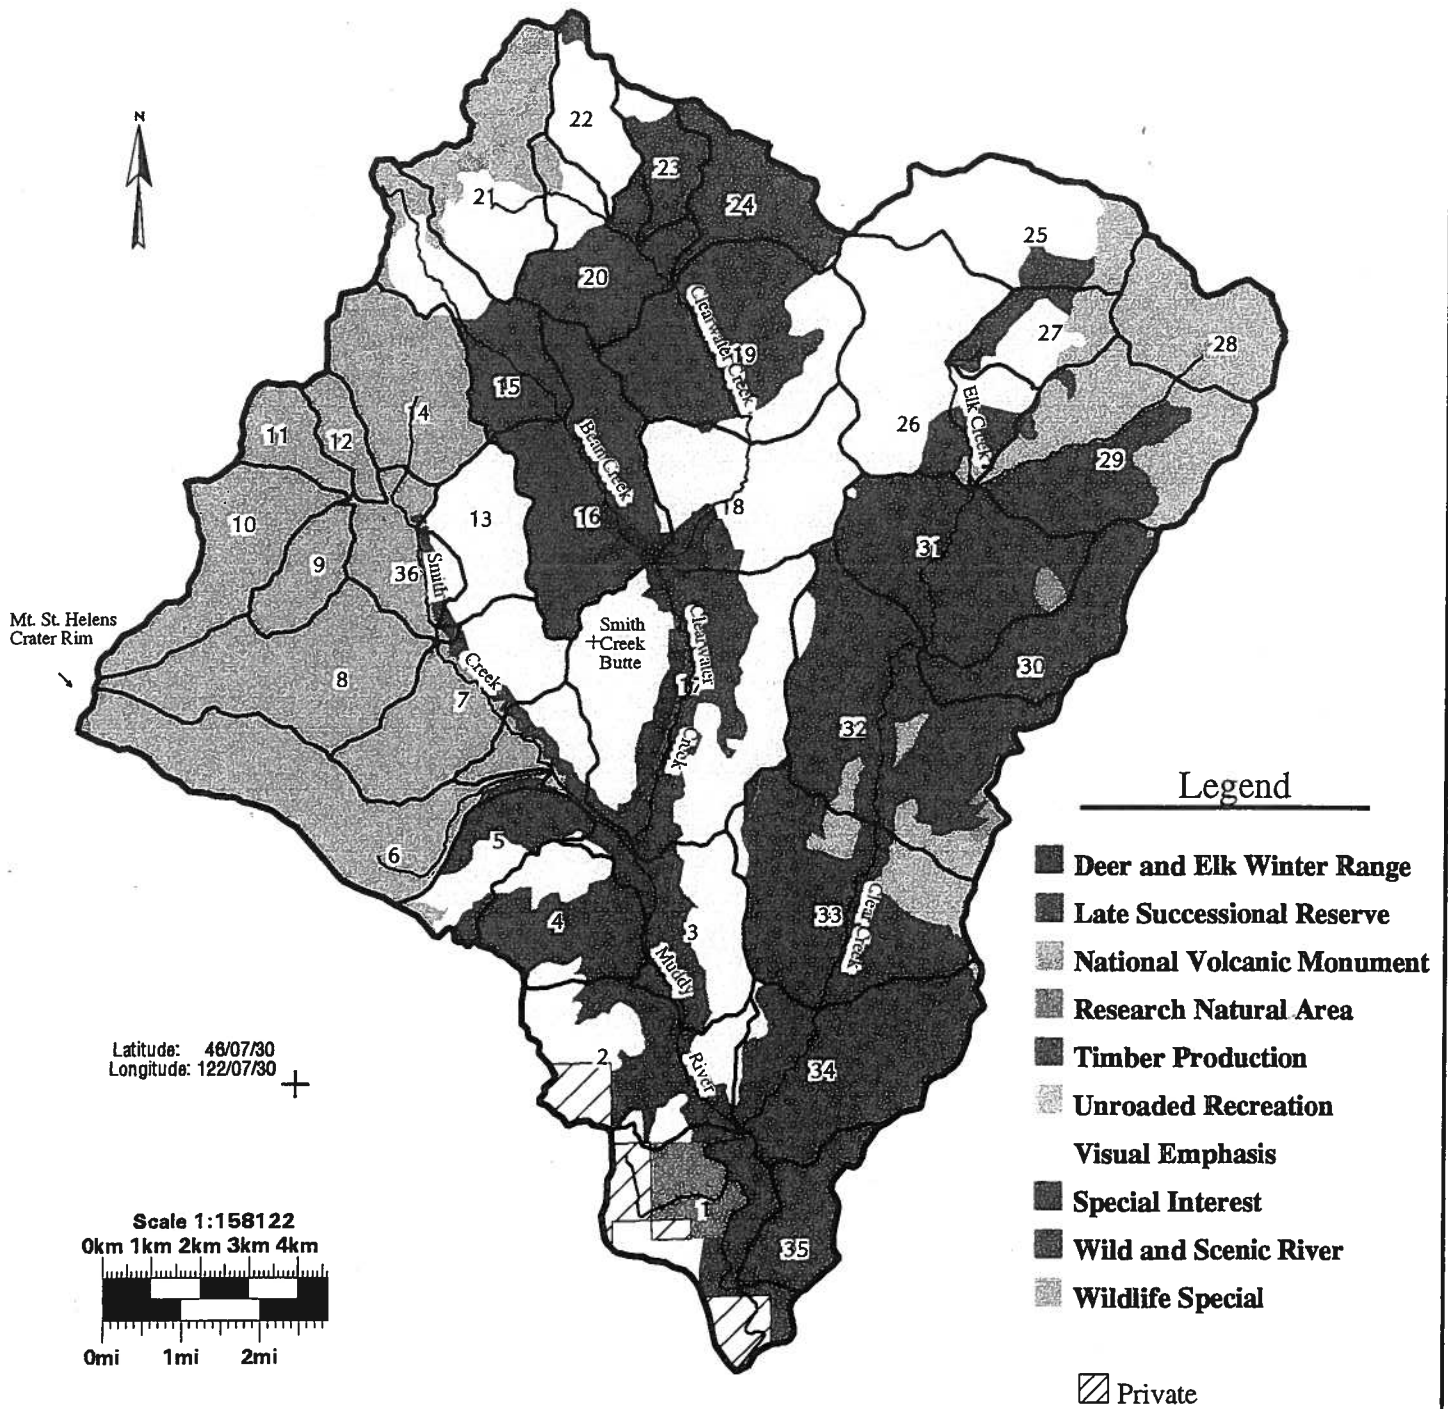 N
22
23
21
24
25
20
27
28
Clearwater Creek
19
15
14
26
Elk Creek
11
12
Bean Creek
29
10
13
16
18
31
9
36
Smith
Mt. St. Helens
Crater Rim
Smith
Creek
Butte
Clearwater
30
8
Creek
7
17
32
Creek
Legend
5
6
Deer and Elk Winter Range
4
3
33
Clear Creek
Late Successional Reserve
Muddy
National Volcanic Monument
Research Natural Area
Latitude: 46/07/30
Longitude: 122/07/30
2
River
34
Timber Production
Unroaded Recreation
Visual Emphasis
1
Special Interest
Scale 1:158122
0km 1km 2km 3km 4km
35
Wild and Scenic River
Wildlife Special
0mi 1mi 2mi
Private